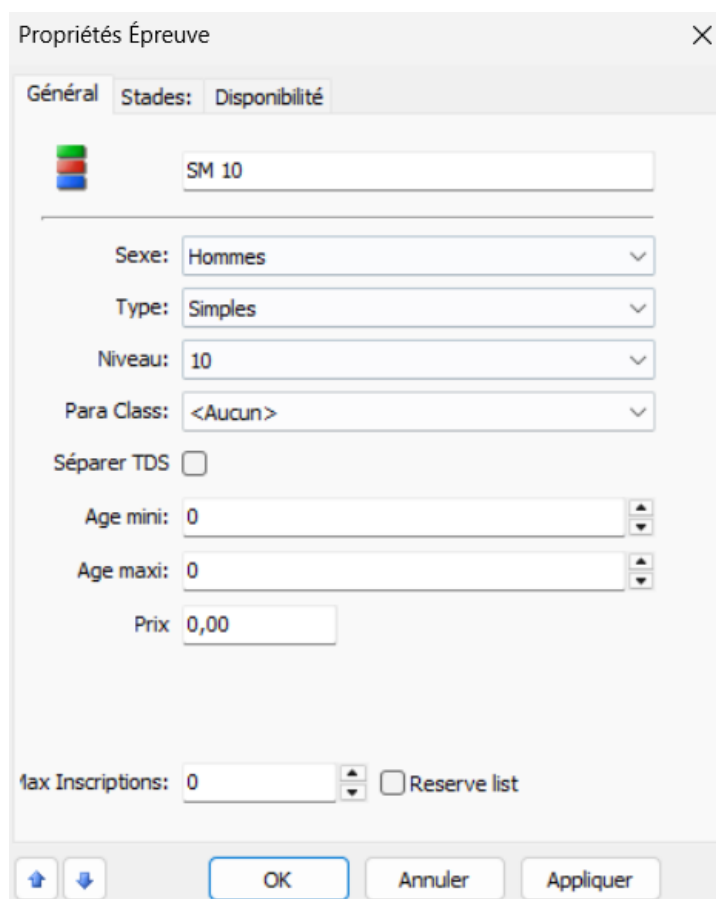 Propriétés Épreuve
Général Stades: Disponibilité
SM 10
Sexe: Hommes
Type: Simples
Niveau: 10
Para Class: <Aucun>
Séparer TDS
Age mini: 0
Age maxi: 0
Prix 0,00
Max Inscriptions: 0 Reserve list
OK Annuler Appliquer